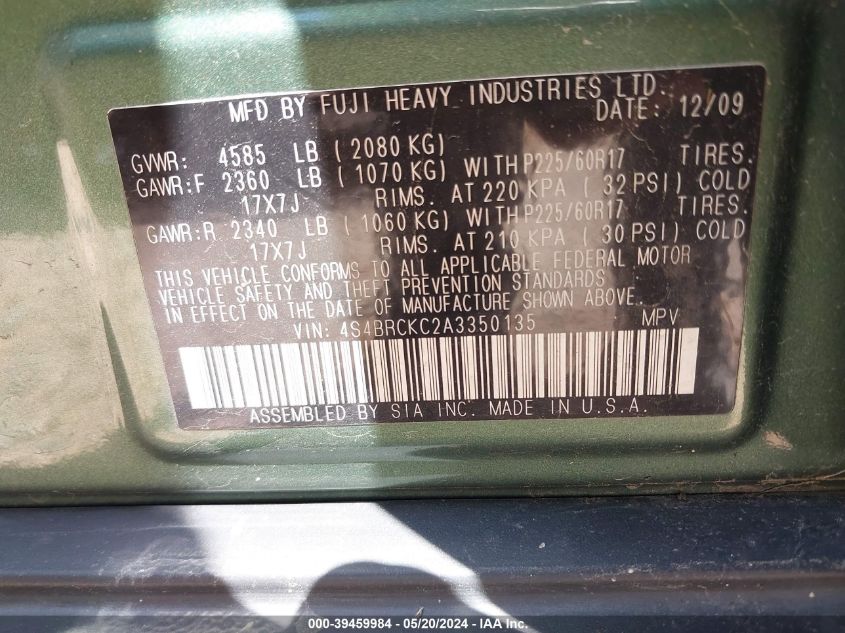 MFD BY FUJI HEAVY INDUSTRIES LTD.
DATE: 12/09
GVWR: 4585 LB ( 2080 KG)
GAWR:F 2360 LB ( 1070 KG) WITH P225/60R17 TIRES.
17X7J RIMS. AT 220 KPA ( 32 PSI) COLD
GAWR:R 2340 LB ( 1060 KG) WITH P225/60R17 TIRES.
17X7J RIMS. AT 210 KPA ( 30 PSI) COLD
THIS VEHICLE CONFORMS TO ALL APPLICABLE FEDERAL MOTOR
VEHICLE SAFETY AND THEFT PREVENTION STANDARDS
IN EFFECT ON THE DATE OF MANUFACTURE SHOWN ABOVE.
VIN: 4S4BRCKC2A3350135 MPV
ASSEMBLED BY SIA INC. MADE IN U.S.A.
000-39459984 - 05/20/2024 - IAA Inc.